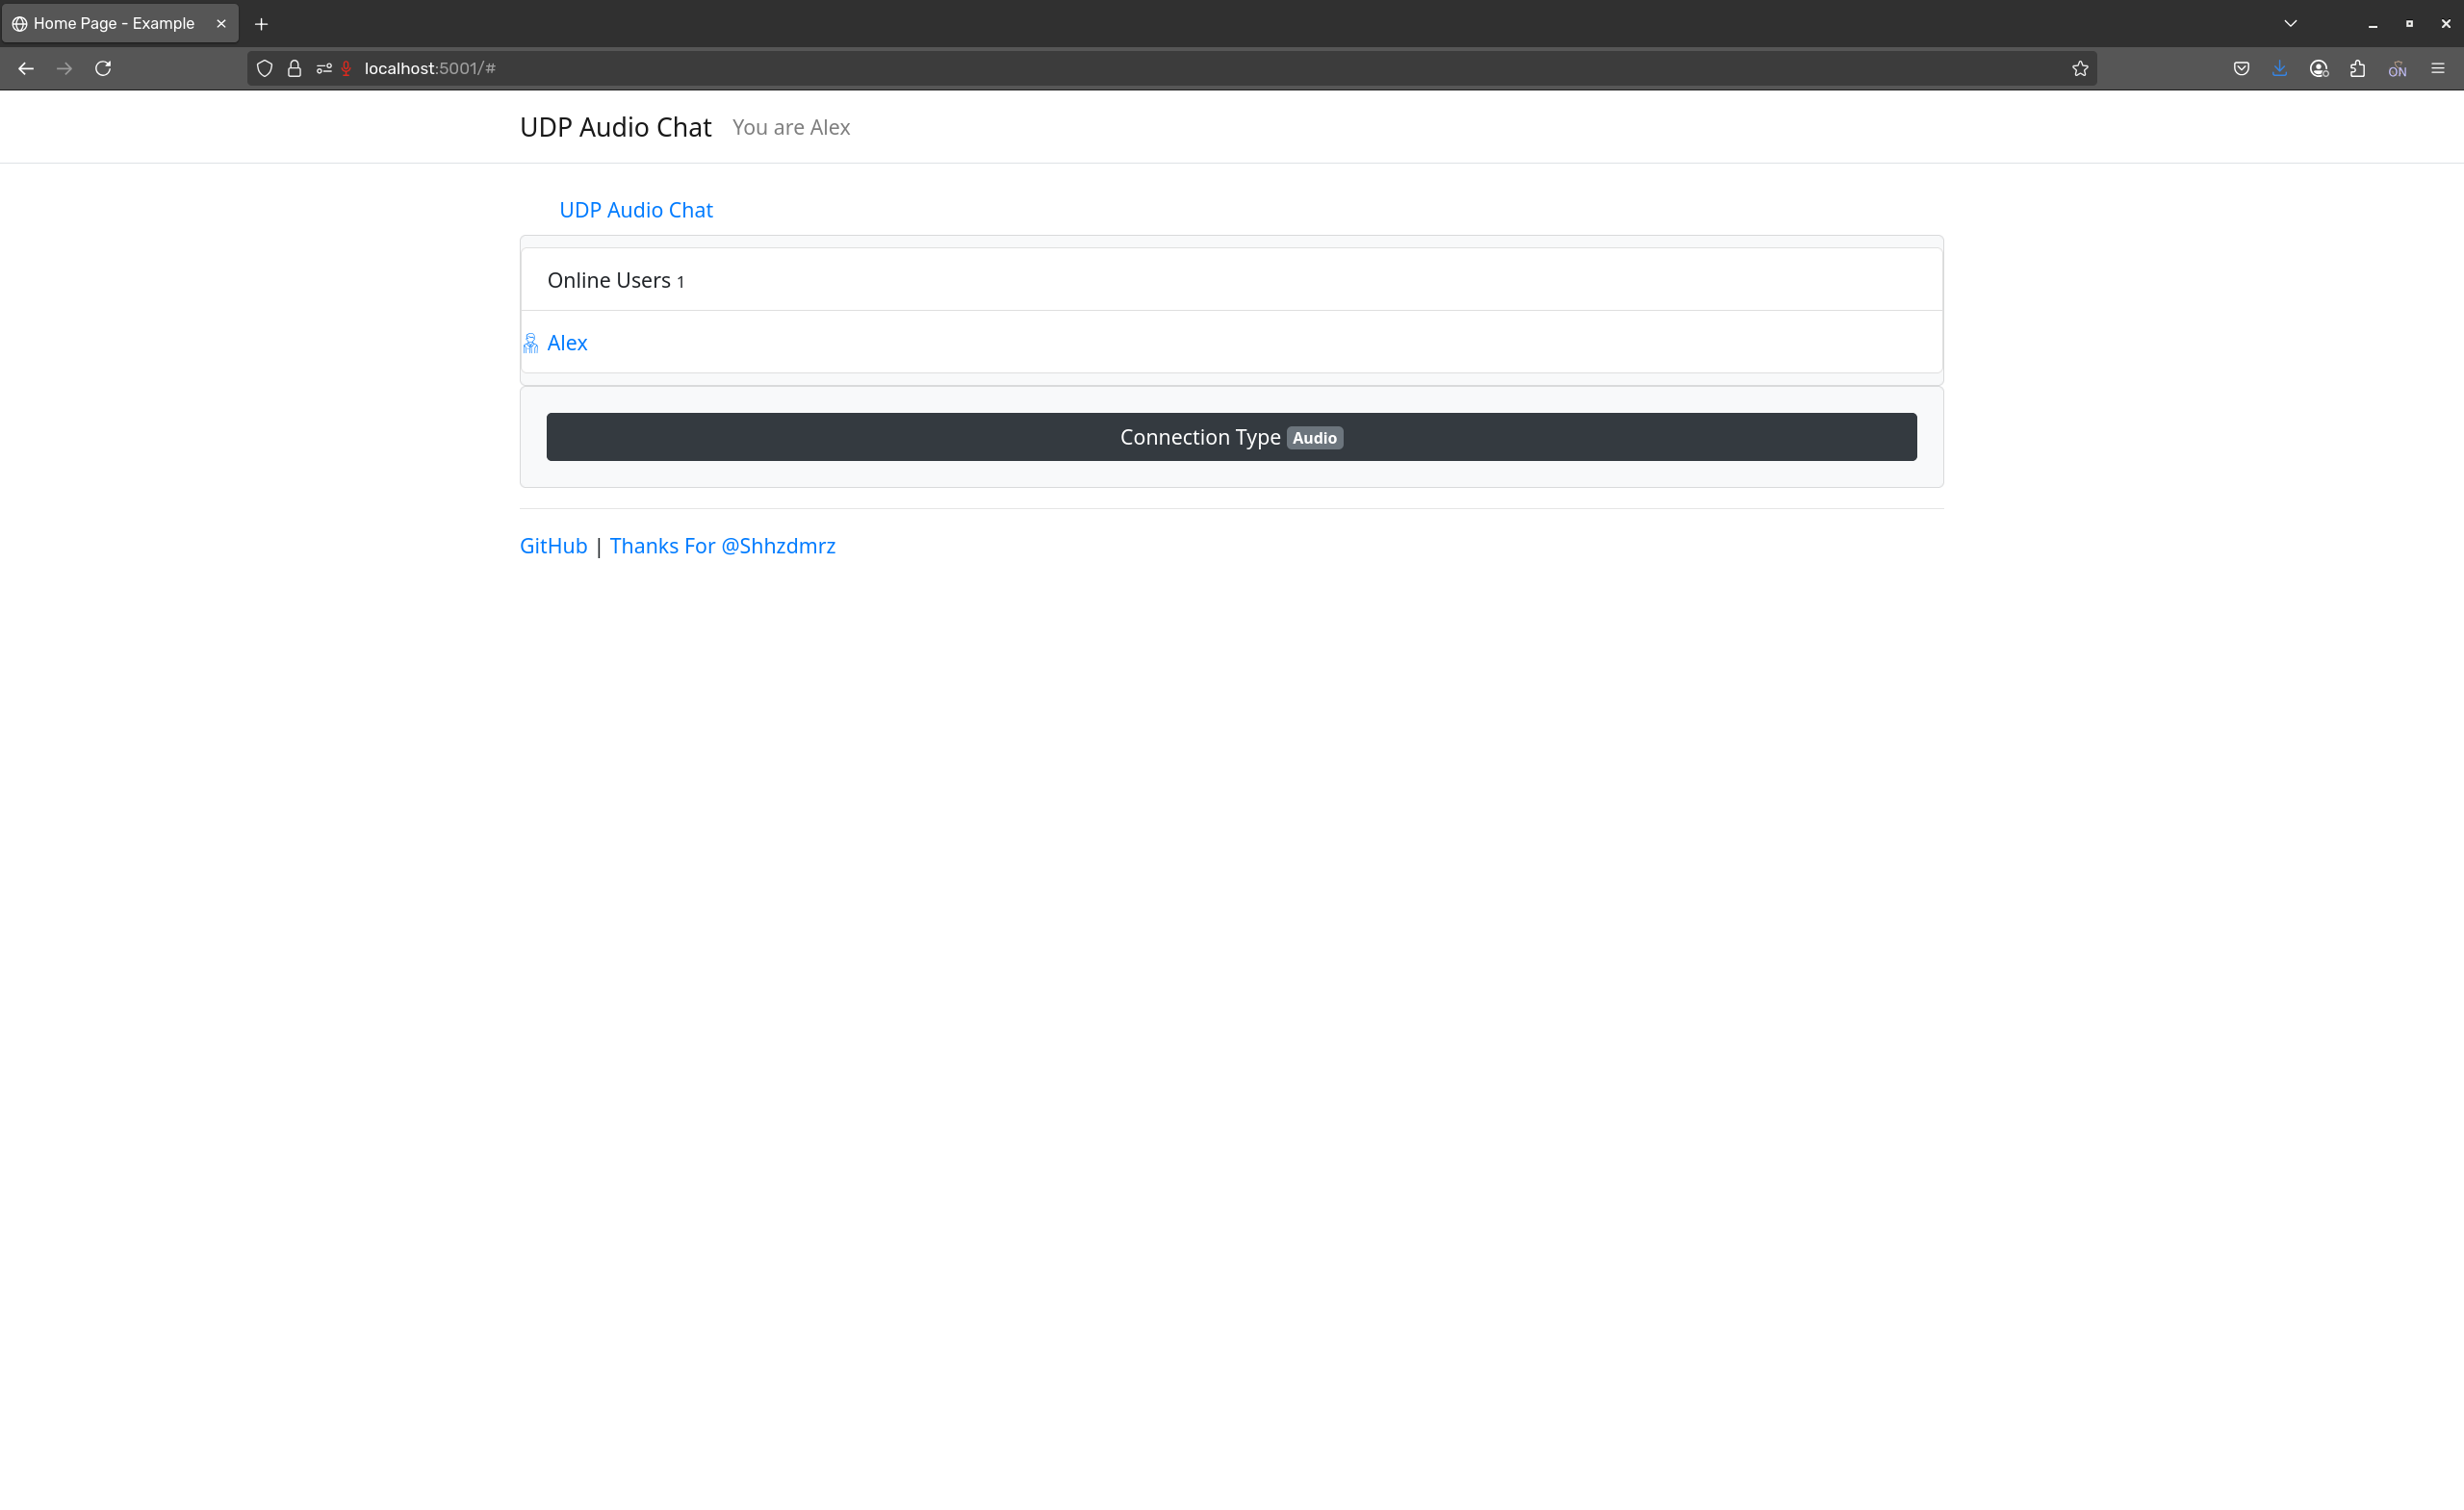 Home Page - Example
localhost:5001/#
ON
UDP Audio Chat You are Alex
UDP Audio Chat
Online Users 1
Alex
Connection Type Audio
GitHub | Thanks For @Shhzdmrz